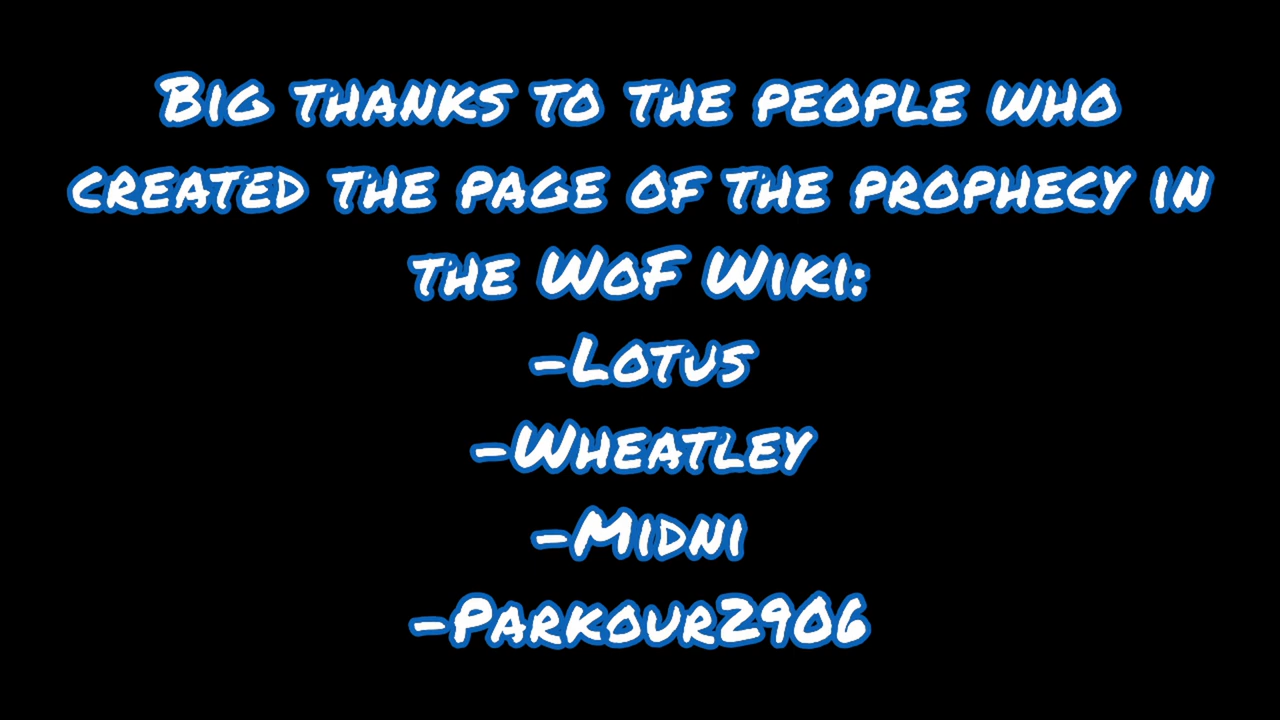 Big thanks to the people who
created the page of the prophecy in
the WoF Wiki:
-Lotus
-Wheatley
-Midni
-Parkour2906